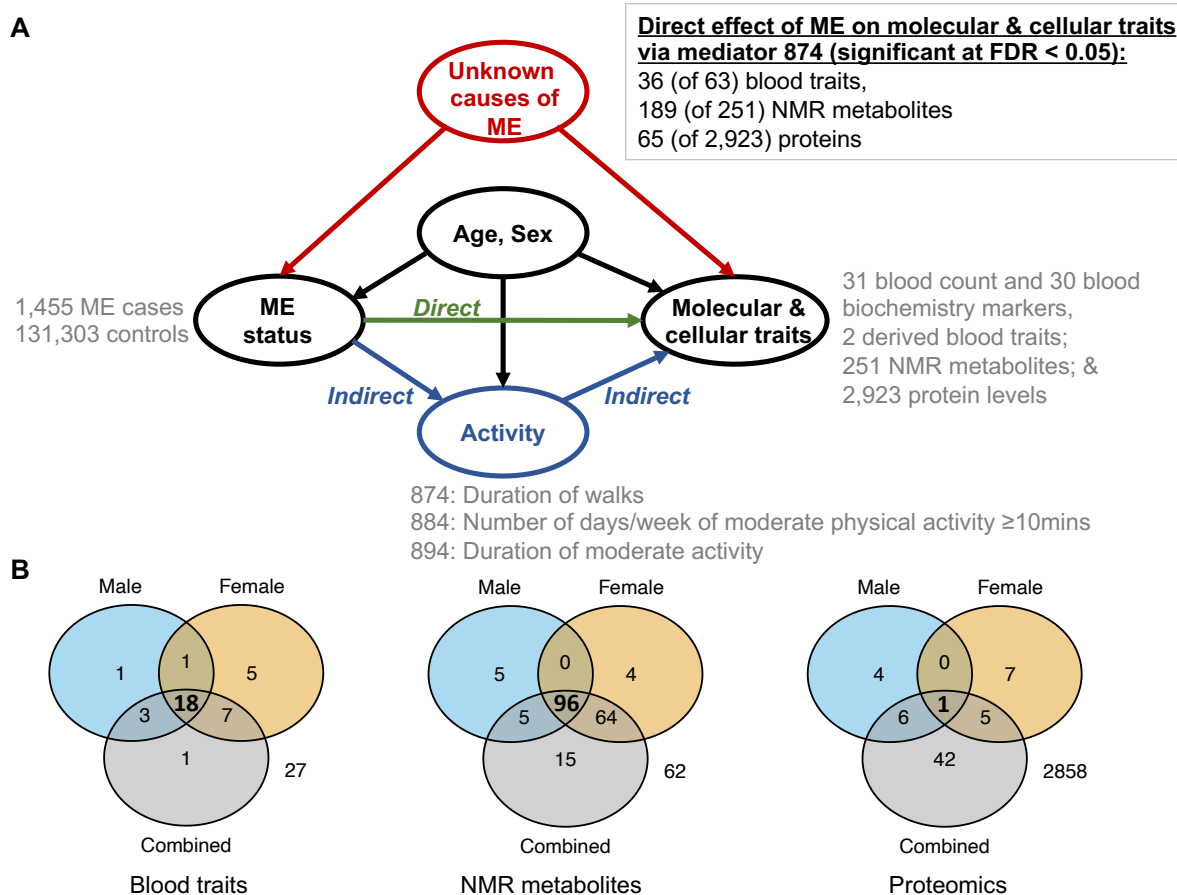 A
Direct effect of ME on molecular & cellular traits
via mediator 874 (significant at FDR < 0.05):
36 (of 63) blood traits,
189 (of 251) NMR metabolites
65 (of 2,923) proteins
Unknown
causes of
ME
Age, Sex
1,455 ME cases
131,303 controls
ME
status
Direct
Molecular &
cellular traits
31 blood count and 30 blood
biochemistry markers,
2 derived blood traits;
251 NMR metabolites; &
2,923 protein levels
Indirect
Indirect
Activity
874: Duration of walks
884: Number of days/week of moderate physical activity ≥10mins
894: Duration of moderate activity
B
Male
Female
1
1
5
3
18
7
1
27
Combined
Blood traits
Male
Female
5
0
4
5
96
64
15
62
Combined
NMR metabolites
Male
Female
4
0
7
6
1
5
42
2858
Combined
Proteomics